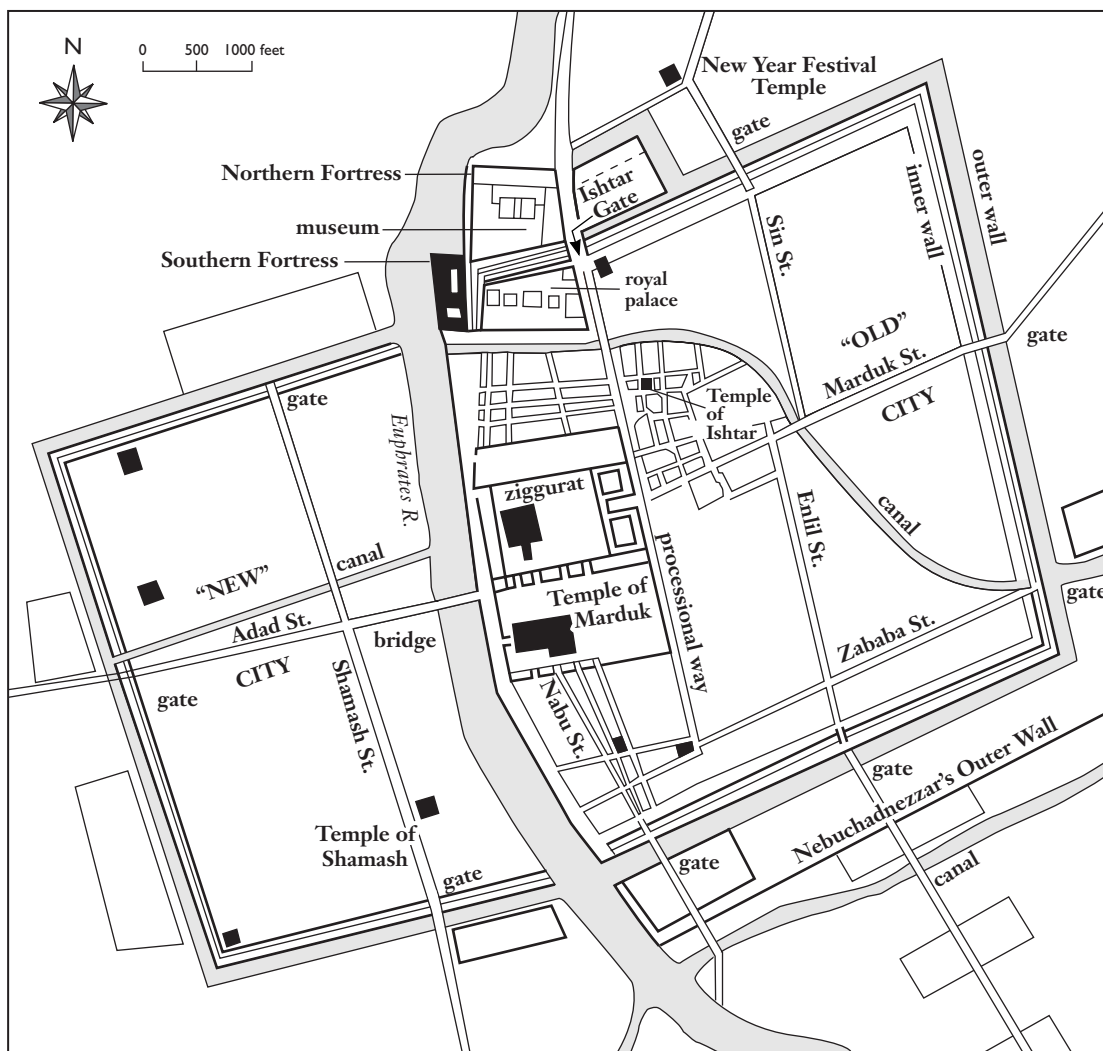 N
0 500 1000 feet
New Year Festival
Temple
gate
Northern Fortress
Ishtar
Gate
outer wall
inner wall
museum
Sin St.
Southern Fortress
royal
palace
“OLD”
gate
Marduk St.
gate
Temple
of
Ishtar
CITY
Euphrates R.
ziggurat
Enlil St.
canal
processional way
canal
“NEW”
Temple of
Marduk
gate
Adad St.
bridge
Zababa St.
CITY
gate
Shamash St.
Nabu St.
gate
Nebuchadnezzar’s Outer Wall
Temple of
Shamash
gate
gate
canal